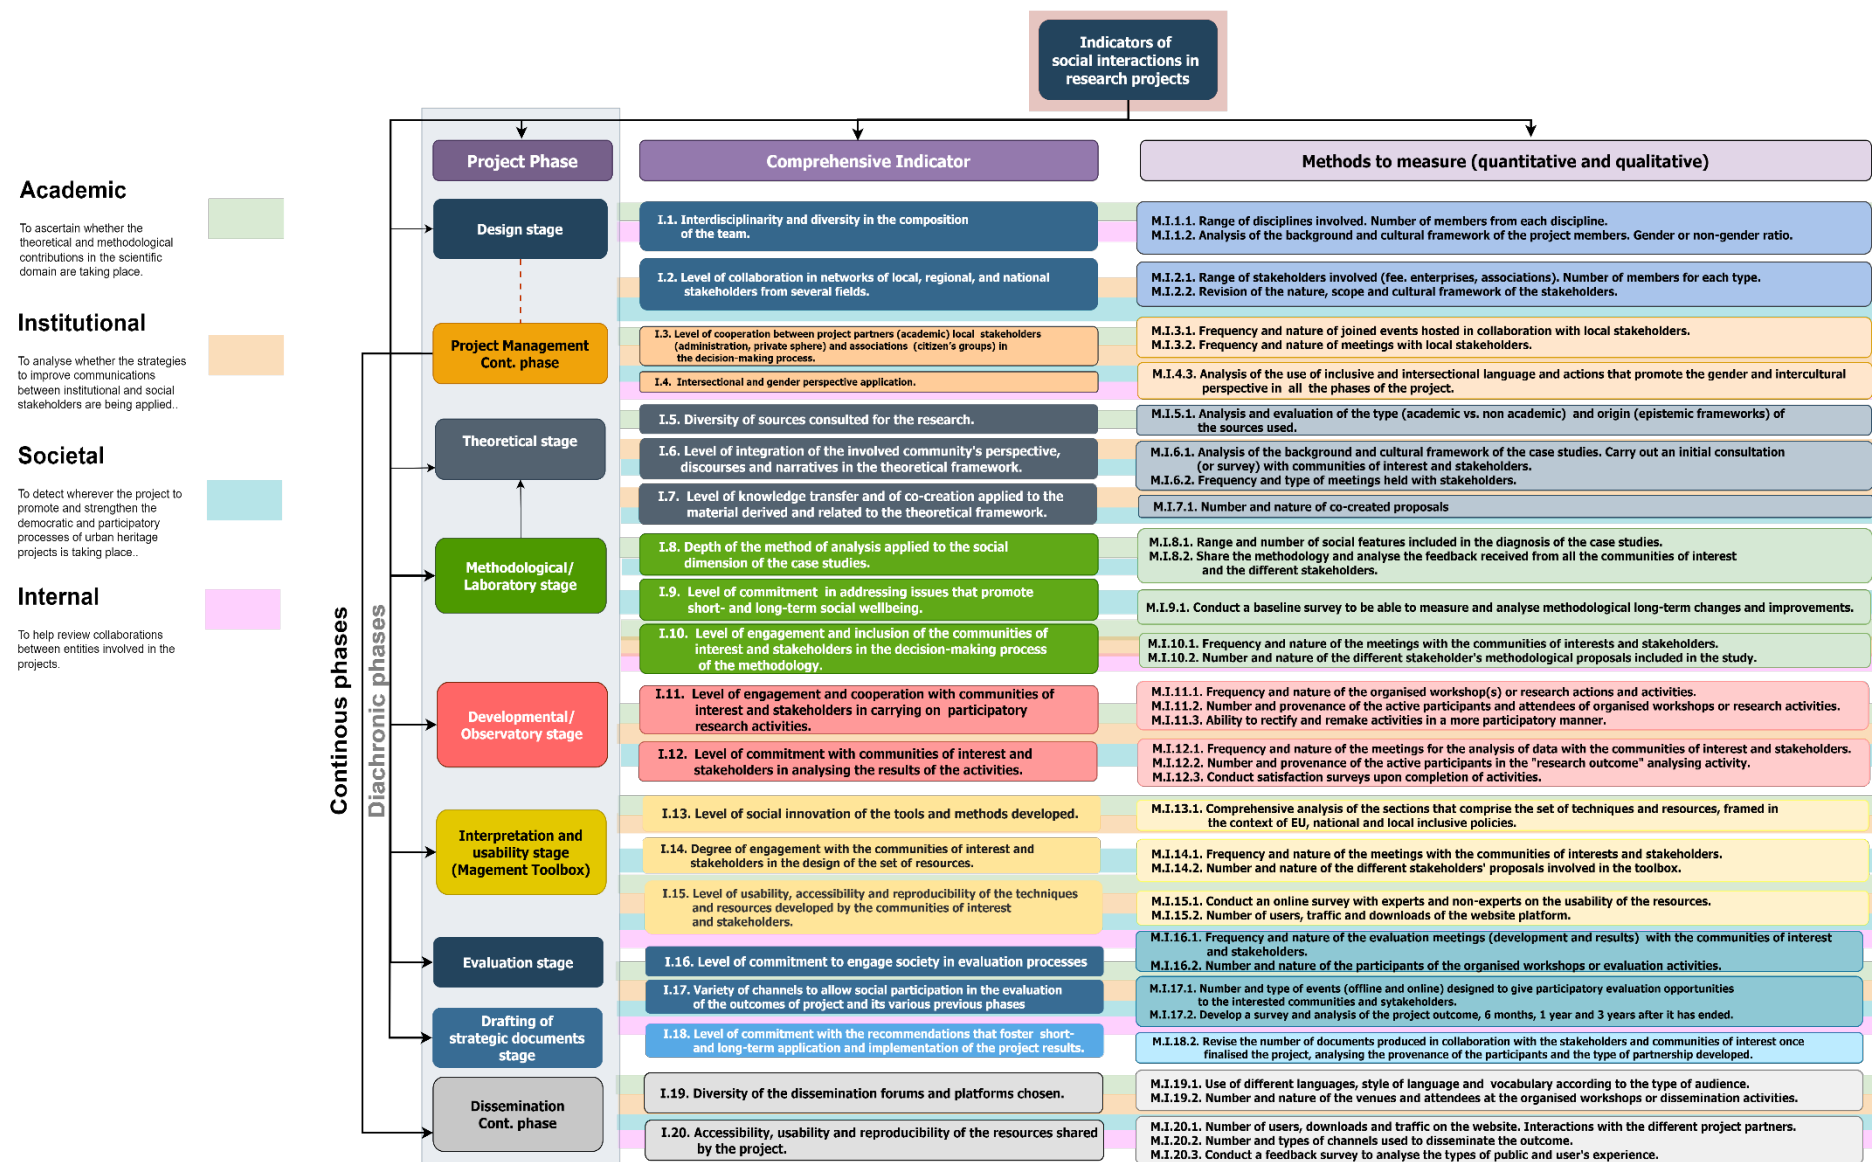 Indicators of
social interactions in
research projects
Project Phase
Comprehensive Indicator
Methods to measure (quantitative and qualitative)
Academic
To ascertain whether the
theoretical and methodological
contributions in the scientific
domain are taking place.
Institutional
To analyse whether the strategies
to improve communications
between institutional and social
stakeholders are being applied..
Societal
To detect wherever the project to
promote and strengthen the
democratic and participatory
processes of urban heritage
projects is taking place..
Internal
To help review collaborations
between entities involved in the
projects.
Continous phases
Diachronic phases
Design stage
I.1. Interdisciplinarity and diversity in the composition
of the team.
M.I.1.1. Range of disciplines involved. Number of members from each discipline.
M.I.1.2. Analysis of the background and cultural framework of the project members. Gender or non-gender ratio.
I.2. Level of collaboration in networks of local, regional, and national
stakeholders from several fields.
M.I.2.1. Range of stakeholders involved (fee. enterprises, associations). Number of members for each type.
M.I.2.2. Revision of the nature, scope and cultural framework of the stakeholders.
Project Management
Cont. phase
I.3. Level of cooperation between project partners (academic) local stakeholders
(administration, private sphere) and associations (citizen's groups) in
the decision-making process.
M.I.3.1. Frequency and nature of joined events hosted in collaboration with local stakeholders.
M.I.3.2. Frequency and nature of meetings with local stakeholders.
I.4. Intersectional and gender perspective application.
M.I.4.3. Analysis of the use of inclusive and intersectional language and actions that promote the gender and intercultural
perspective in all the phases of the project.
Theoretical stage
I.5. Diversity of sources consulted for the research.
M.I.5.1. Analysis and evaluation of the type (academic vs. non academic) and origin (epistemic frameworks) of
the sources used.
I.6. Level of integration of the involved community's perspective,
discourses and narratives in the theoretical framework.
M.I.6.1. Analysis of the background and cultural framework of the case studies. Carry out an initial consultation
(or survey) with communities of interest and stakeholders.
M.I.6.2. Frequency and type of meetings held with stakeholders.
I.7. Level of knowledge transfer and of co-creation applied to the
material derived and related to the theoretical framework.
M.I.7.1. Number and nature of co-created proposals
Methodological/
Laboratory stage
I.8. Depth of the method of analysis applied to the social
dimension of the case studies.
M.I.8.1. Range and number of social features included in the diagnosis of the case studies.
M.I.8.2. Share the methodology and analyse the feedback received from all the communities of interest
and the different stakeholders.
I.9. Level of commitment in addressing issues that promote
short- and long-term social wellbeing.
M.I.9.1. Conduct a baseline survey to be able to measure and analyse methodological long-term changes and improvements.
I.10. Level of engagement and inclusion of the communities of
interest and stakeholders in the decision-making process
of the methodology.
M.I.10.1. Frequency and nature of the meetings with the communities of interests and stakeholders.
M.I.10.2. Number and nature of the different stakeholder's methodological proposals included in the study.
Developmental/
Observatory stage
I.11. Level of engagement and cooperation with communities of
interest and stakeholders in carrying on participatory
research activities.
M.I.11.1. Frequency and nature of the organised workshop(s) or research actions and activities.
M.I.11.2. Number and provenance of the active participants and attendees of organised workshops or research activities.
M.I.11.3. Ability to rectify and remake activities in a more participatory manner.
I.12. Level of commitment with communities of interest and
stakeholders in analysing the results of the activities.
M.I.12.1. Frequency and nature of the meetings for the analysis of data with the communities of interest and stakeholders.
M.I.12.2. Number and provenance of the active participants in the "research outcome" analysing activity.
M.I.12.3. Conduct satisfaction surveys upon completion of activities.
Interpretation and
usability stage
(Magement Toolbox)
I.13. Level of social innovation of the tools and methods developed.
M.I.13.1. Comprehensive analysis of the sections that comprise the set of techniques and resources, framed in
the context of EU, national and local inclusive policies.
I.14. Degree of engagement with the communities of interest and
stakeholders in the design of the set of resources.
M.I.14.1. Frequency and nature of the meetings with the communities of interests and stakeholders.
M.I.14.2. Number and nature of the different stakeholders' proposals involved in the toolbox.
I.15. Level of usability, accessibility and reproducibility of the techniques
and resources developed by the communities of interest
and stakeholders.
M.I.15.1. Conduct an online survey with experts and non-experts on the usability of the resources.
M.I.15.2. Number of users, traffic and downloads of the website platform.
Evaluation stage
I.16. Level of commitment to engage society in evaluation processes
M.I.16.1. Frequency and nature of the evaluation meetings (development and results) with the communities of interest
and stakeholders.
M.I.16.2. Number and nature of the participants of the organised workshops or evaluation activities.
I.17. Variety of channels to allow social participation in the evaluation
of the outcomes of project and its various previous phases
M.I.17.1. Number and type of events (offline and online) designed to give participatory evaluation opportunities
to the interested communities and sytakeholders.
M.I.17.2. Develop a survey and analysis of the project outcome, 6 months, 1 year and 3 years after it has ended.
Drafting of
strategic documents
stage
I.18. Level of commitment with the recommendations that foster short-
and long-term application and implementation of the project results.
M.I.18.2. Revise the number of documents produced in collaboration with the stakeholders and communities of interest once
finalised the project, analysing the provenance of the participants and the type of partnership developed.
Dissemination
Cont. phase
I.19. Diversity of the dissemination forums and platforms chosen.
M.I.19.1. Use of different languages, style of language and vocabulary according to the type of audience.
M.I.19.2. Number and nature of the venues and attendees at the organised workshops or dissemination activities.
I.20. Accessibility, usability and reproducibility of the resources shared
by the project.
M.I.20.1. Number of users, downloads and traffic on the website. Interactions with the different project partners.
M.I.20.2. Number and types of channels used to disseminate the outcome.
M.I.20.3. Conduct a feedback survey to analyse the types of public and user's experience.